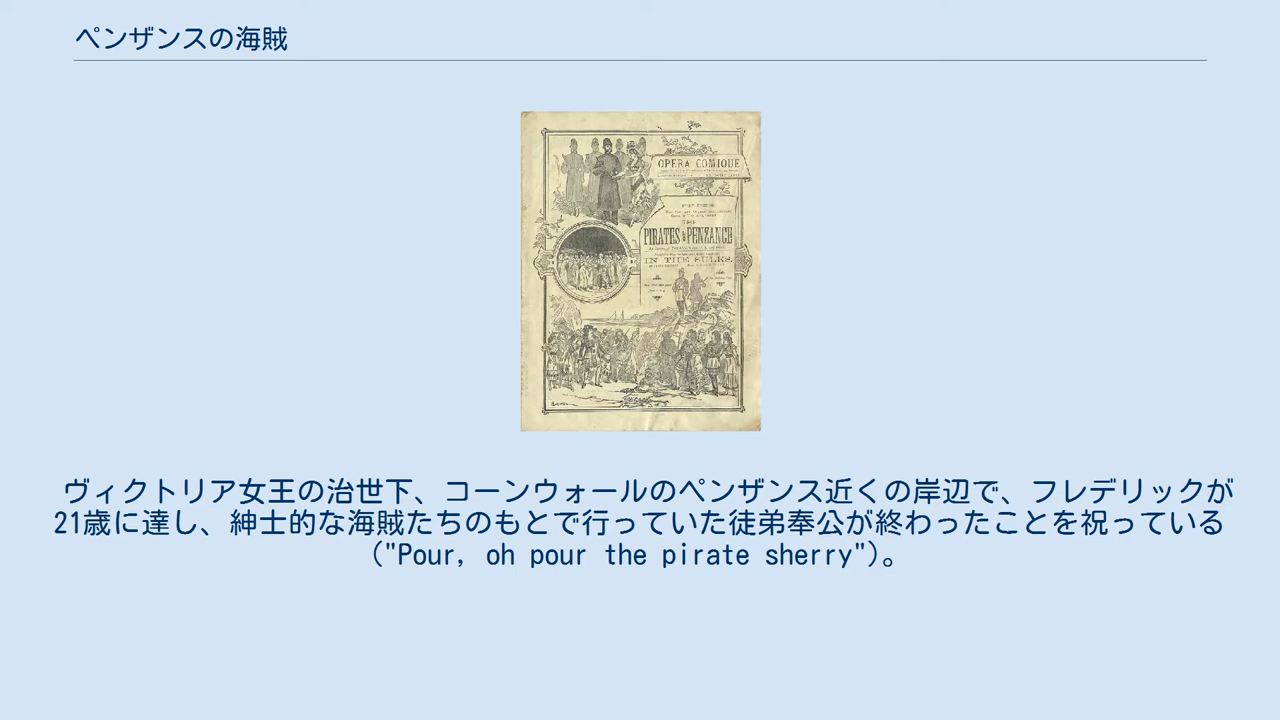 ペンザンスの海賊
OPERA COMIQUE
THE
PIRATES OF PENZANCE
IN THE SULKS.
ヴィクトリア女王の治世下、コーンウォールのペンザンス近くの岸辺で、フレデリックが
21歳に達し、紳士的な海賊たちのもとで行っていた徒弟奉公が終わったことを祝っている
("Pour, oh pour the pirate sherry")。